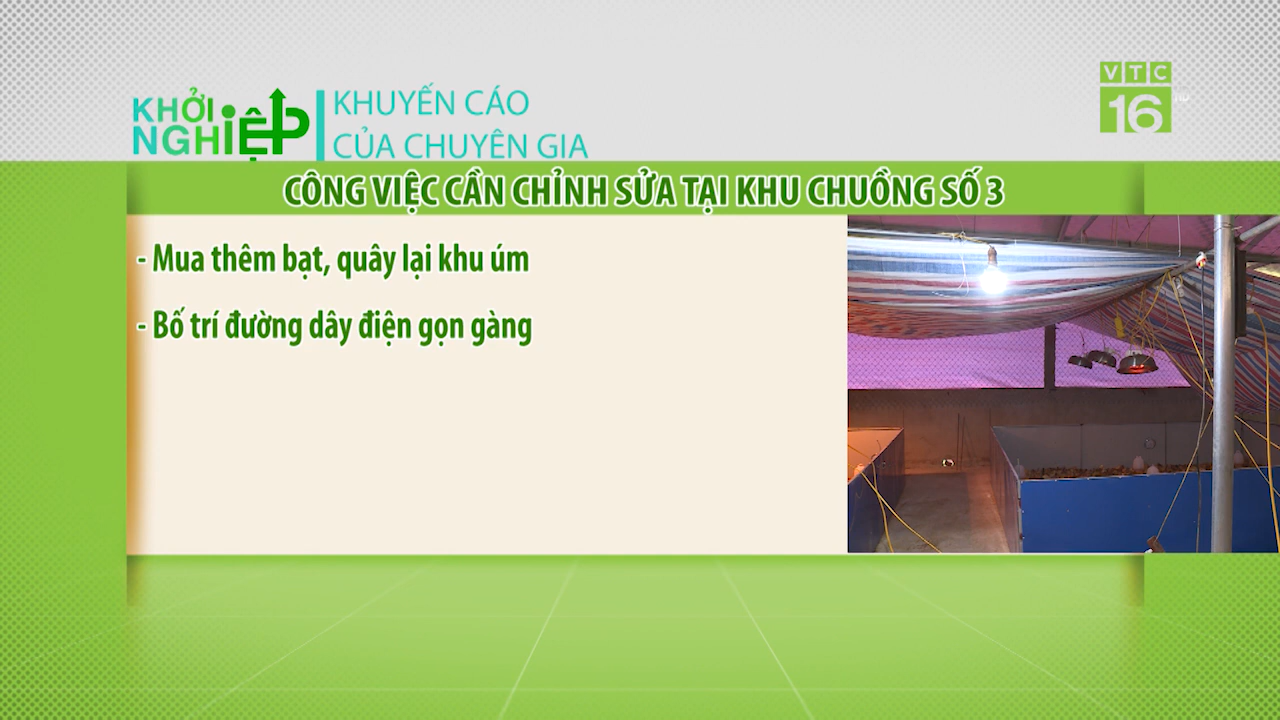 KHỞI NGHIỆP
KHUYẾN CÁO
CỦA CHUYÊN GIA
VTC
16
HD
CÔNG VIỆC CẦN CHỈNH SỬA TẠI KHU CHUỒNG SỐ 3
- Mua thêm bạt, quây lại khu úm
- Bố trí đường dây điện gọn gàng